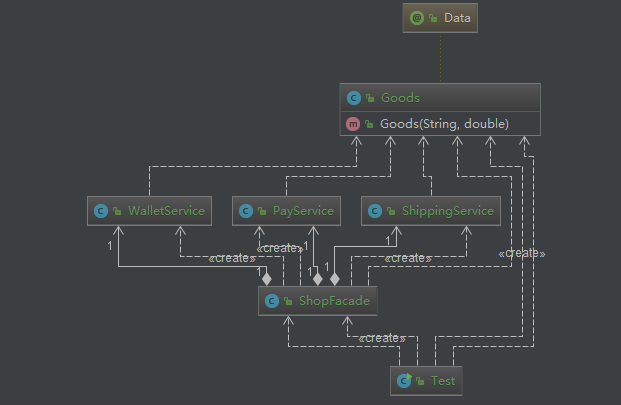 @ Data
C Goods
m Goods(String, double)
C WalletService
C PayService
C ShippingService
1
1
1
«create»
«create»
«create»
1
1
1
«create»
C ShopFacade
«create»
C Test